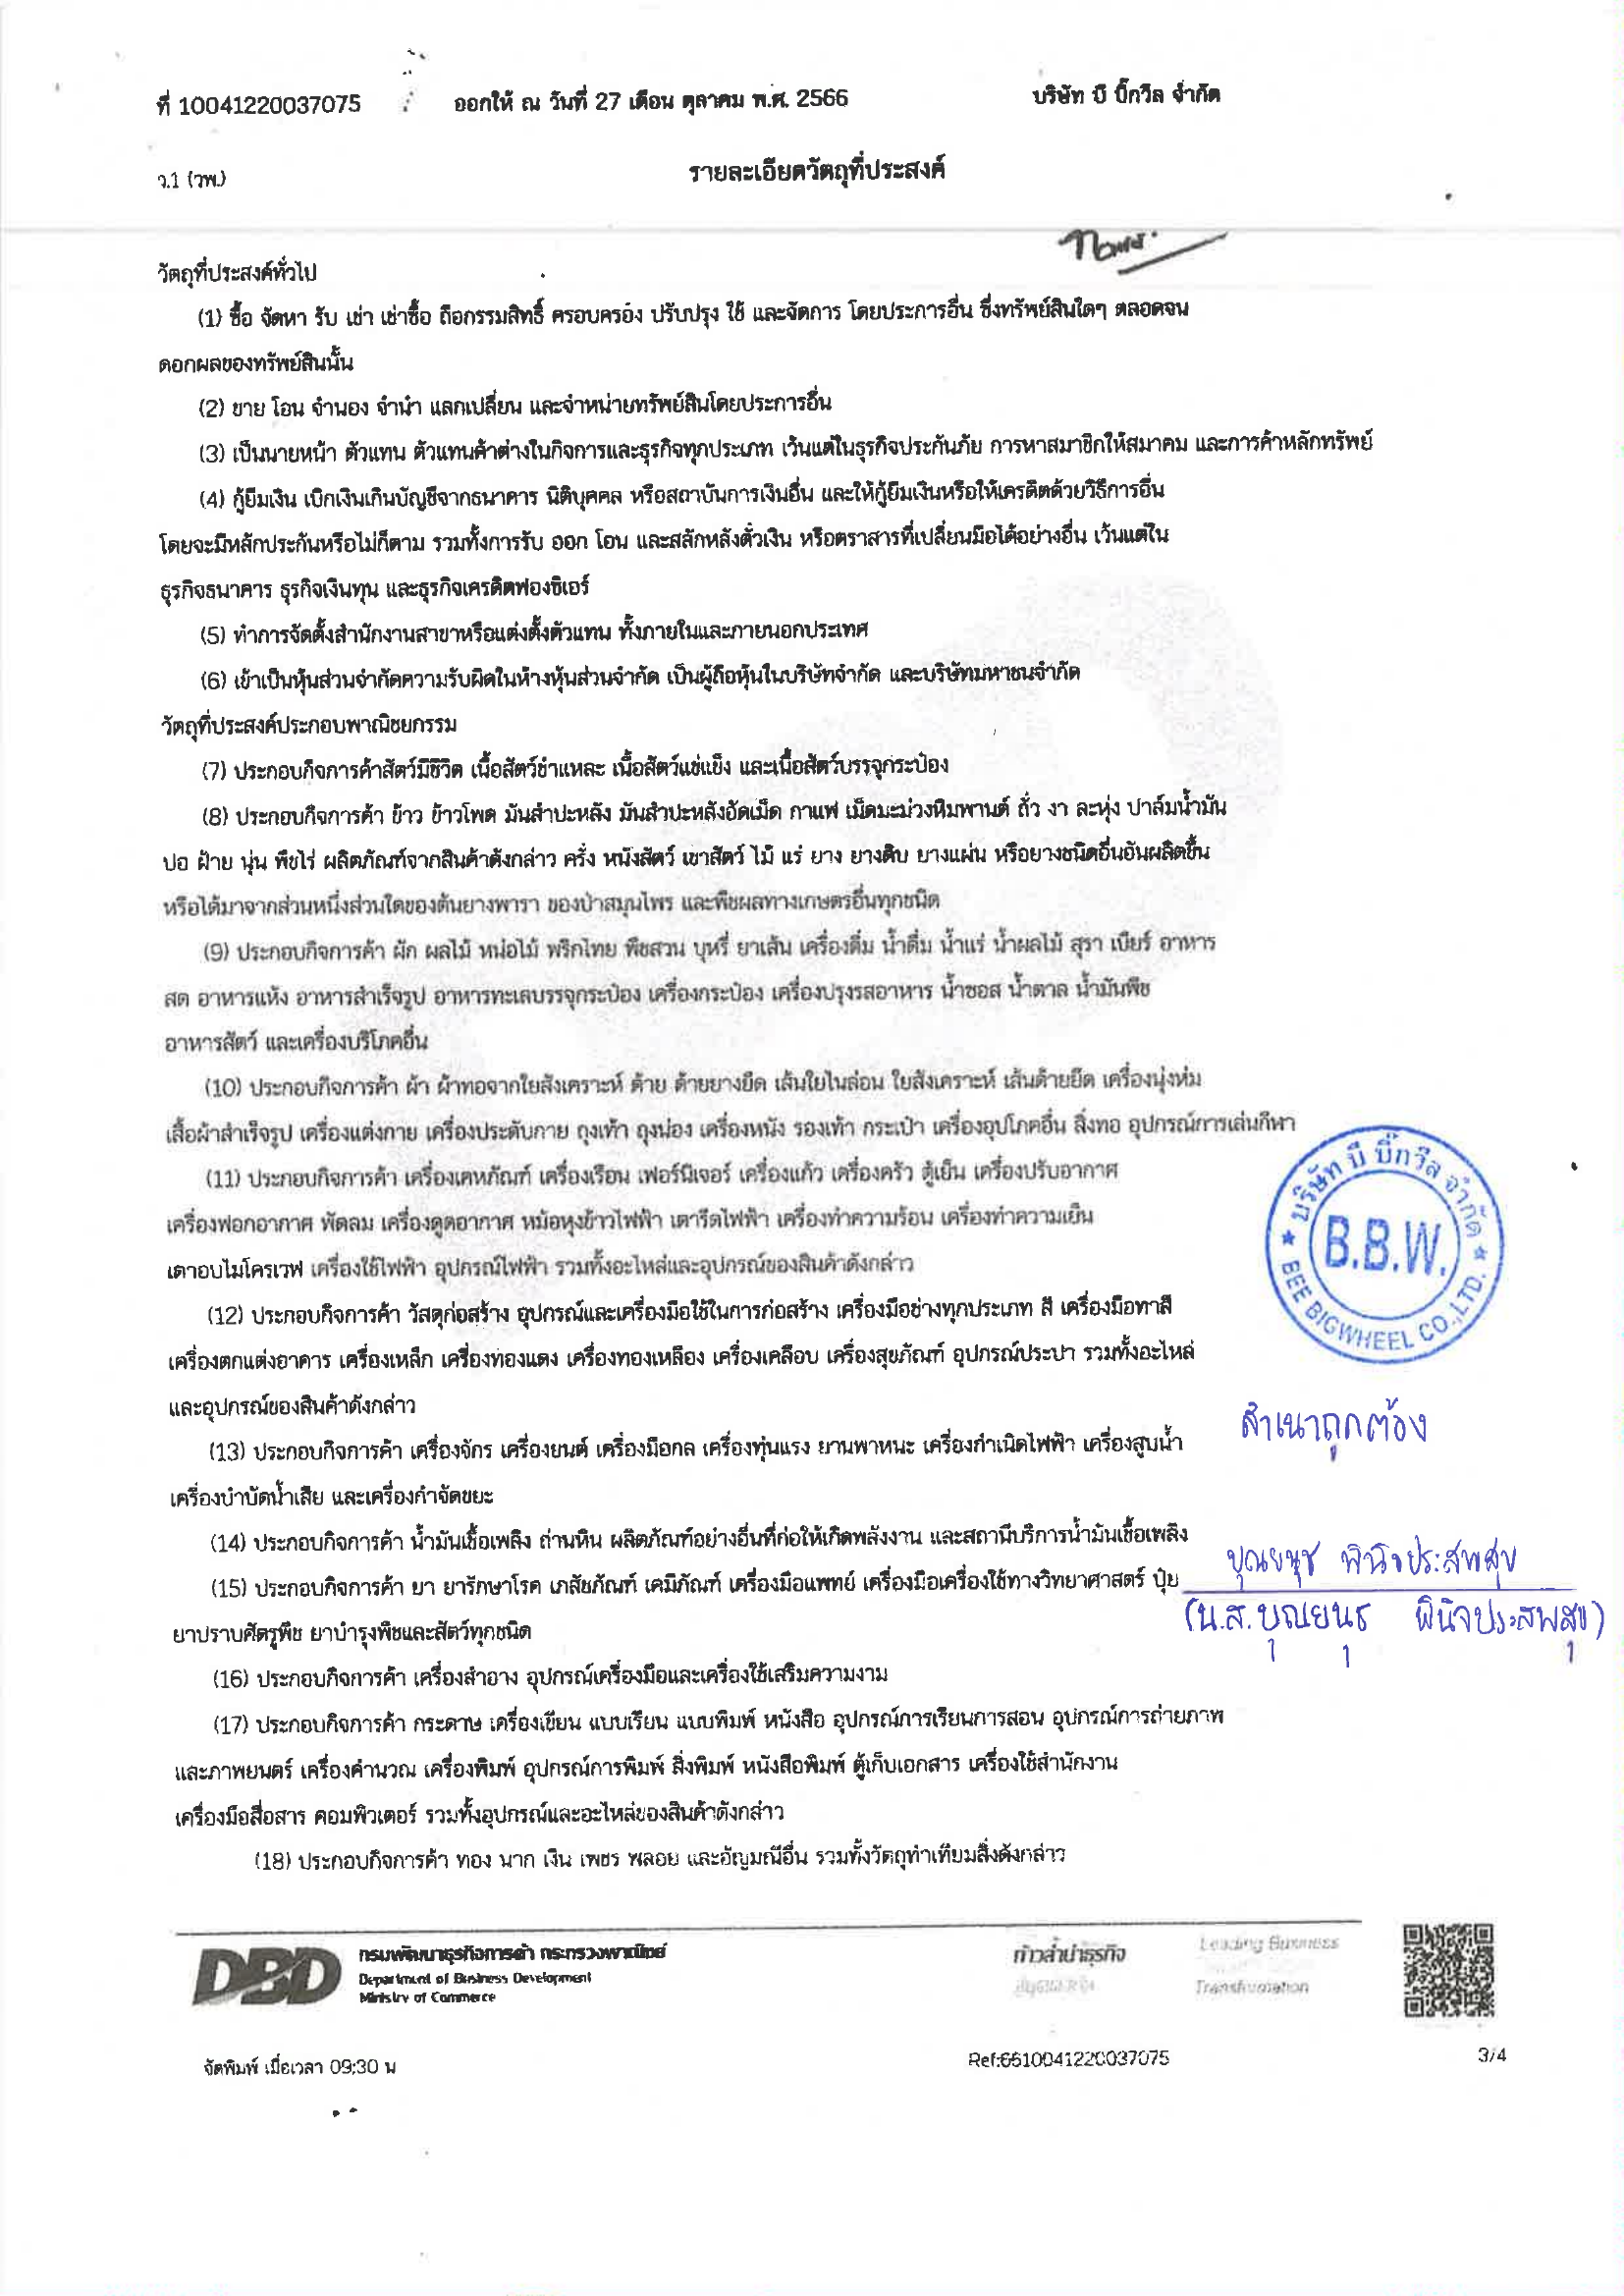 ที่ 10041220037075 ออกให้ ณ วันที่ 27 เดือน ตุลาคม พ.ศ. 2566 บริษัท บี บิ๊กวีล จำกัด
ว.1 (วพ.) รายละเอียดวัตถุที่ประสงค์
วัตถุที่ประสงค์ทั่วไป
(1) ซื้อ จัดหา รับ เช่า เช่าซื้อ ถือกรรมสิทธิ์ ครอบครอง ปรับปรุง ใช้ และจัดการ โดยประการอื่น ซึ่งทรัพย์สินใดๆ ตลอดจน
ดอกผลของทรัพย์สินนั้น
(2) ขาย โอน จำนอง จำนำ แลกเปลี่ยน และจำหน่ายทรัพย์สินโดยประการอื่น
(3) เป็นนายหน้า ตัวแทน ตัวแทนค้าต่างในกิจการและธุรกิจทุกประเภท เว้นแต่ในธุรกิจประกันภัย การหาสมาชิกให้สมาคม และการค้าหลักทรัพย์
(4) กู้ยืมเงิน เบิกเงินเกินบัญชีจากธนาคาร นิติบุคคล หรือสถาบันการเงินอื่น และให้กู้ยืมเงินหรือให้เครดิตด้วยวิธีการอื่น
โดยจะมีหลักประกันหรือไม่ก็ตาม รวมทั้งการรับ ออก โอน และสลักหลังตั๋วเงิน หรือตราสารที่เปลี่ยนมือได้อย่างอื่น เว้นแต่ใน
ธุรกิจธนาคาร ธุรกิจเงินทุน และธุรกิจเครดิตฟองซิเอร์
(5) ทำการจัดตั้งสำนักงานสาขาหรือแต่งตั้งตัวแทน ทั้งภายในและภายนอกประเทศ
(6) เข้าเป็นหุ้นส่วนจำกัดความรับผิดในห้างหุ้นส่วนจำกัด เป็นผู้ถือหุ้นในบริษัทจำกัด และบริษัทมหาชนจำกัด
วัตถุที่ประสงค์ประกอบพาณิชยกรรม
(7) ประกอบกิจการค้าสัตว์มีชีวิต เนื้อสัตว์ชำแหละ เนื้อสัตว์แช่แข็ง และเนื้อสัตว์บรรจุกระป๋อง
(8) ประกอบกิจการค้า ข้าว ข้าวโพด มันสำปะหลัง มันสำปะหลังอัดเม็ด กาแฟ เม็ดมะม่วงหิมพานต์ ถั่ว งา ละหุ่ง ปาล์มน้ำมัน
ปอ ฝ้าย นุ่น พืชไร่ ผลิตภัณฑ์จากสินค้าดังกล่าว ครั่ง หนังสัตว์ เขาสัตว์ ไม้ แร่ ยาง ยางดิบ ยางแผ่น หรือยางชนิดอื่นอันผลิตขึ้น
หรือได้มาจากส่วนหนึ่งส่วนใดของต้นยางพารา ของป่าสมุนไพร และพืชผลทางเกษตรอื่นทุกชนิด
(9) ประกอบกิจการค้า ผัก ผลไม้ หน่อไม้ พริกไทย พืชสวน บุหรี่ ยาเส้น เครื่องดื่ม น้ำดื่ม น้ำแร่ น้ำผลไม้ สุรา เบียร์ อาหาร
สด อาหารแห้ง อาหารสำเร็จรูป อาหารทะเลบรรจุกระป๋อง เครื่องกระป๋อง เครื่องปรุงรสอาหาร น้ำซอส น้ำตาล น้ำมันพืช
อาหารสัตว์ และเครื่องบริโภคอื่น
(10) ประกอบกิจการค้า ผ้า ผ้าทอจากใยสังเคราะห์ ด้าย ด้ายยางยืด เส้นใยไนล่อน ใยสังเคราะห์ เส้นด้ายยืด เครื่องนุ่งห่ม
เสื้อผ้าสำเร็จรูป เครื่องแต่งกาย เครื่องประดับกาย ถุงเท้า ถุงน่อง เครื่องหนัง รองเท้า กระเป๋า เครื่องอุปโภคอื่น สิ่งทอ อุปกรณ์การเล่นกีฬา
(11) ประกอบกิจการค้า เครื่องเคหภัณฑ์ เครื่องเรือน เฟอร์นิเจอร์ เครื่องแก้ว เครื่องครัว ตู้เย็น เครื่องปรับอากาศ
เครื่องฟอกอากาศ พัดลม เครื่องดูดอากาศ หม้อหุงข้าวไฟฟ้า เตารีดไฟฟ้า เครื่องทำความร้อน เครื่องทำความเย็น
เตาอบไมโครเวฟ เครื่องใช้ไฟฟ้า อุปกรณ์ไฟฟ้า รวมทั้งอะไหล่และอุปกรณ์ของสินค้าดังกล่าว
บริษัท บี บิ๊กวีล จำกัด
B.B.W.
BEE BIGWHEEL CO.,LTD.
(12) ประกอบกิจการค้า วัสดุก่อสร้าง อุปกรณ์และเครื่องมือใช้ในการก่อสร้าง เครื่องมือช่างทุกประเภท สี เครื่องมือทาสี
เครื่องตกแต่งอาคาร เครื่องเหล็ก เครื่องทองแดง เครื่องทองเหลือง เครื่องเคลือบ เครื่องสุขภัณฑ์ อุปกรณ์ประปา รวมทั้งอะไหล่
และอุปกรณ์ของสินค้าดังกล่าว
สำเนาถูกต้อง
(13) ประกอบกิจการค้า เครื่องจักร เครื่องยนต์ เครื่องมือกล เครื่องทุ่นแรง ยานพาหนะ เครื่องกำเนิดไฟฟ้า เครื่องสูบน้ำ
เครื่องบำบัดน้ำเสีย และเครื่องกำจัดขยะ
(14) ประกอบกิจการค้า น้ำมันเชื้อเพลิง ถ่านหิน ผลิตภัณฑ์อย่างอื่นที่ก่อให้เกิดพลังงาน และสถานีบริการน้ำมันเชื้อเพลิง
บุณยนุช พินิจประสพสุข
(15) ประกอบกิจการค้า ยา ยารักษาโรค เภสัชภัณฑ์ เคมีภัณฑ์ เครื่องมือแพทย์ เครื่องมือเครื่องใช้ทางวิทยาศาสตร์ ปุ๋ย
(น.ส.บุณยนุช พินิจประสพสุข)
ยาปราบศัตรูพืช ยาบำรุงพืชและสัตว์ทุกชนิด
(16) ประกอบกิจการค้า เครื่องสำอาง อุปกรณ์เครื่องมือและเครื่องใช้เสริมความงาม
(17) ประกอบกิจการค้า กระดาษ เครื่องเขียน แบบเรียน แบบพิมพ์ หนังสือ อุปกรณ์การเรียนการสอน อุปกรณ์การถ่ายภาพ
และภาพยนตร์ เครื่องคำนวณ เครื่องพิมพ์ อุปกรณ์การพิมพ์ สิ่งพิมพ์ หนังสือพิมพ์ ตู้เก็บเอกสาร เครื่องใช้สำนักงาน
เครื่องมือสื่อสาร คอมพิวเตอร์ รวมทั้งอุปกรณ์และอะไหล่ของสินค้าดังกล่าว
(18) ประกอบกิจการค้า ทอง นาก เงิน เพชร พลอย และอัญมณีอื่น รวมทั้งวัตถุทำเทียมสิ่งดังกล่าว
DBD กรมพัฒนาธุรกิจการค้า กระทรวงพาณิชย์
Department of Business Development
Ministry of Commerce
ก้าวล้ำนำธุรกิจ Leading Business
Transformation
จัดพิมพ์ เมื่อเวลา 09:30 น Ref:6610041220037075 3/4